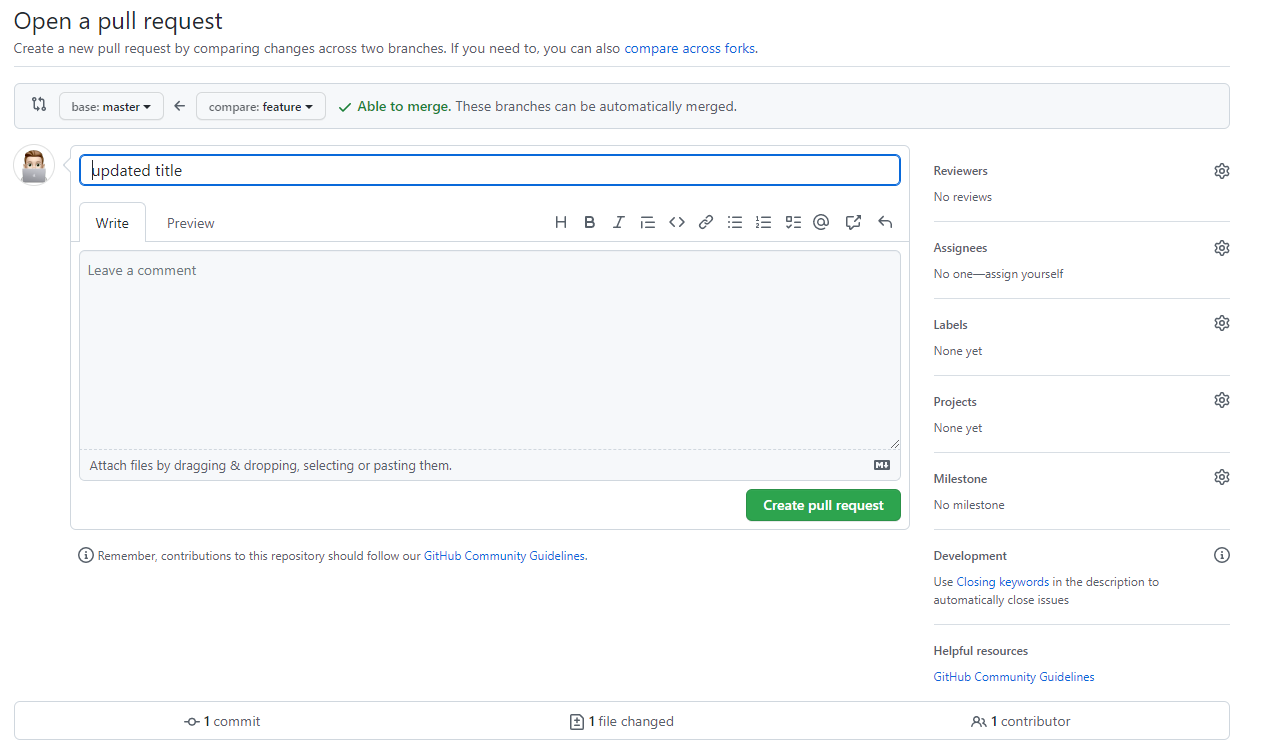 Open a pull request
Create a new pull request by comparing changes across two branches. If you need to, you can also compare across forks.
base: master
compare: feature
Able to merge. These branches can be automatically merged.
updated title
Write
Preview
Leave a comment
Attach files by dragging & dropping, selecting or pasting them.
Create pull request
Remember, contributions to this repository should follow our GitHub Community Guidelines.
Reviewers
No reviews
Assignees
No one—assign yourself
Labels
None yet
Projects
None yet
Milestone
No milestone
Development
Use Closing keywords in the description to
automatically close issues
Helpful resources
GitHub Community Guidelines
1 commit
1 file changed
1 contributor